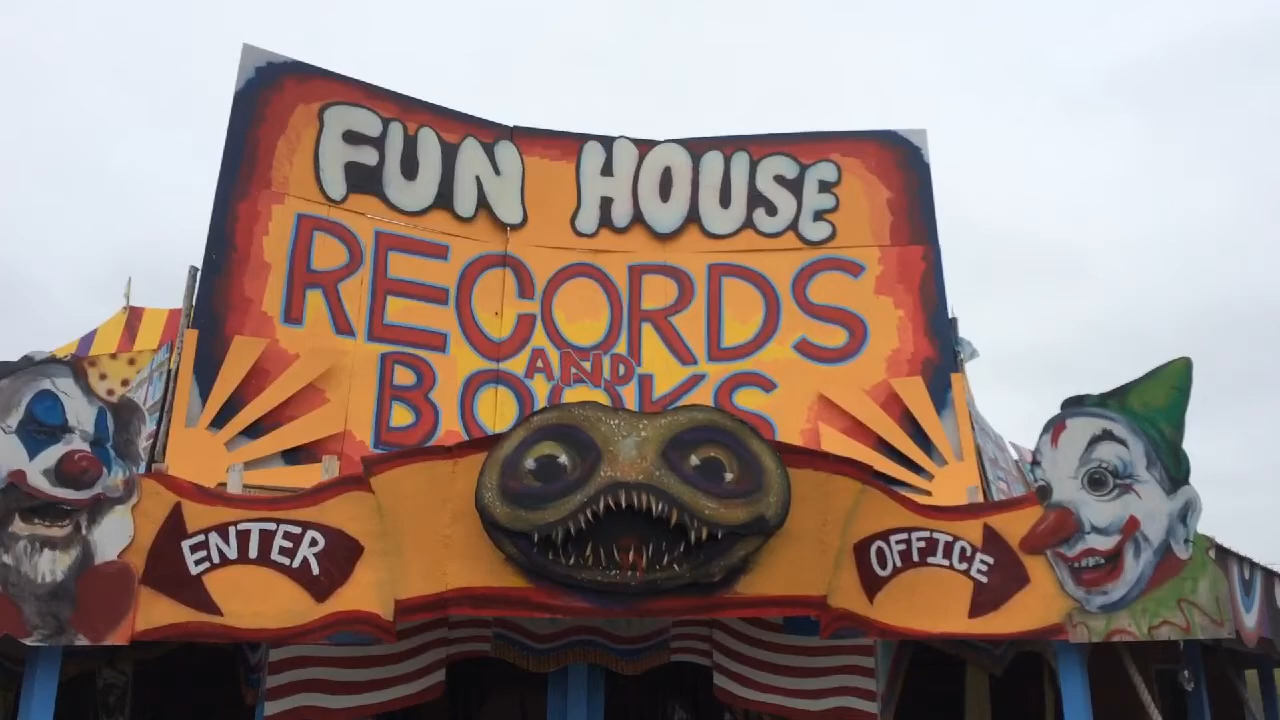 FUN HOUSE
RECORDS
AND
BOOKS
ENTER
OFFICE